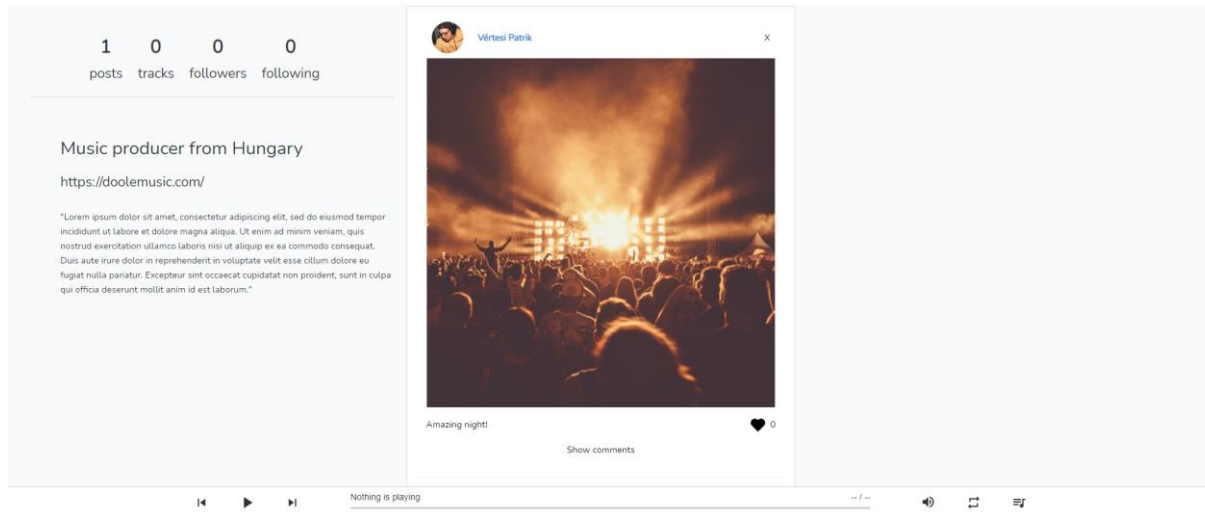 1 0 0 0
posts tracks followers following
Music producer from Hungary
https://doolemusic.com/
"Lorem ipsum dolor sit amet, consectetur adipiscing elit, sed do eiusmod tempor
incididunt ut labore et dolore magna aliqua. Ut enim ad minim veniam, quis
nostrud exercitation ullamco laboris nisi ut aliquip ex ea commodo consequat.
Duis aute irure dolor in reprehenderit in voluptate velit esse cillum dolore eu
fugiat nulla pariatur. Excepteur sint occaecat cupidatat non proident, sunt in culpa
qui officia deserunt mollit anim id est laborum."
Vértesi Patrik X
Amazing night! 0
Show comments
Nothing is playing -- / --